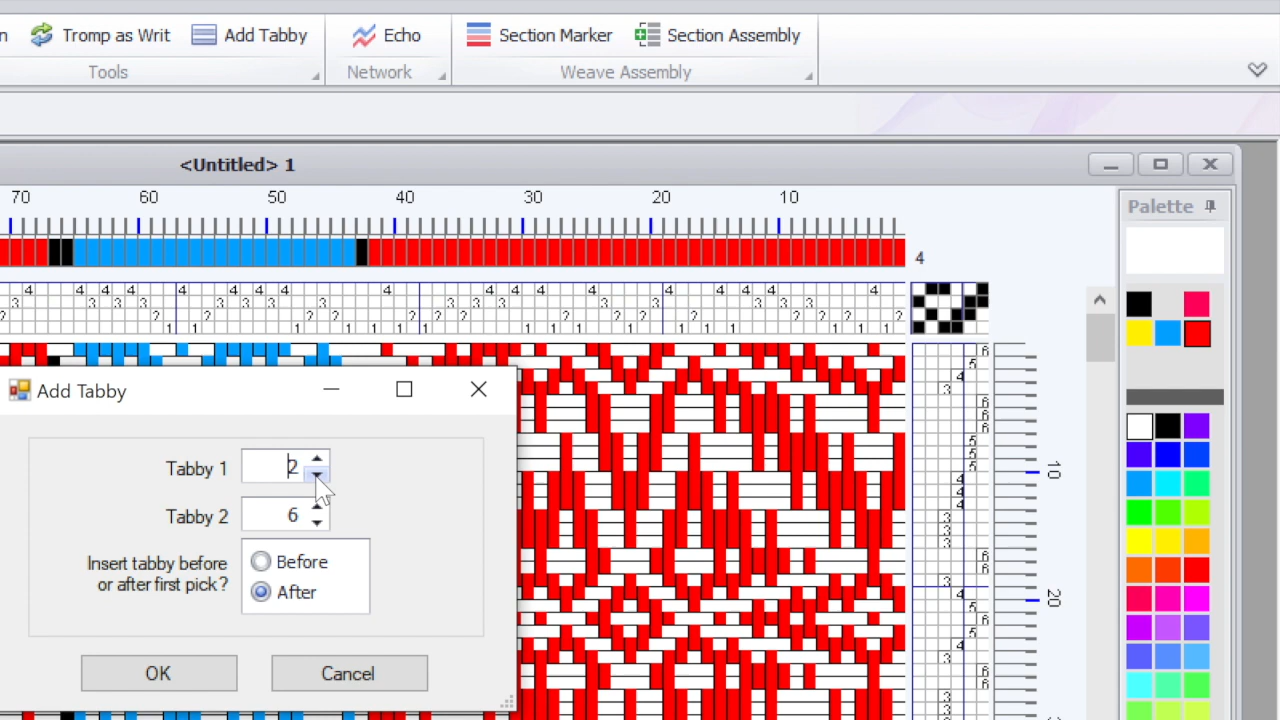 n Tromp as Writ Add Tabby Echo Section Marker Section Assembly
Tools Network Weave Assembly
<Untitled> 1
70 60 50 40 30 20 10
Palette
4
Add Tabby
Tabby 1 2
Tabby 2 6
Insert tabby before
or after first pick?
Before
After
OK Cancel
10
20